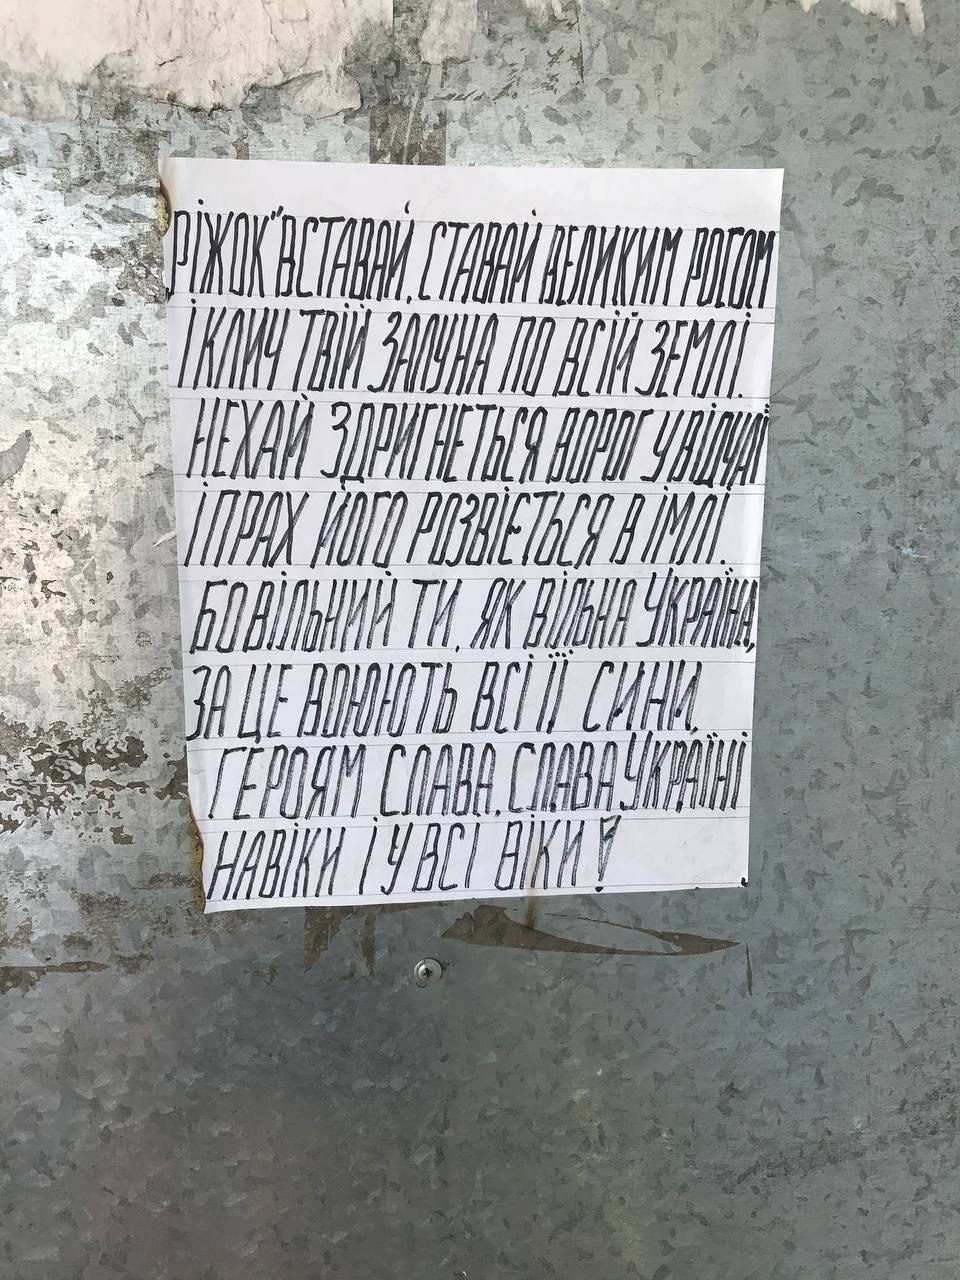 „РІЖОК" ВСТАВАЙ, СТАВАЙ ВЕЛИКИМ РОГОМ
І КЛИЧ ТВІЙ ЗАЛУНА ПО ВСІЙ ЗЕМЛІ.
НЕХАЙ ЗДРИГНЕТЬСЯ ВОРОГ У ВІДЧАЇ
І ПРАХ ЙОГО РОЗВІЄТЬСЯ В ІМЛІ.
БО ВІЛЬНИЙ ТИ, ЯК ВІЛЬНА УКРАЇНА,
ЗА ЦЕ ВОЮЮТЬ ВСІ ЇЇ СИНИ.
ГЕРОЯМ СЛАВА, СЛАВА УКРАЇНІ
НАВІКИ І У ВСІ ВІКИ!